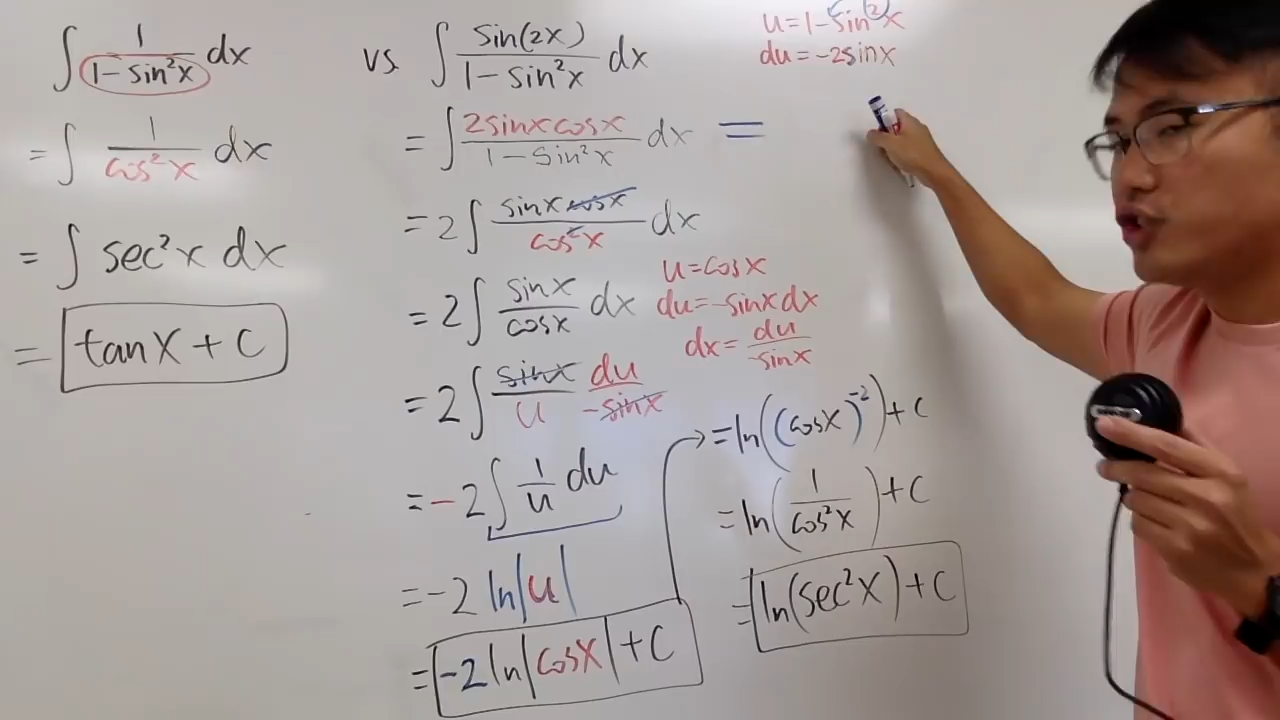 ∫ 1/(1-sin²x) dx
= ∫ 1/cos²x dx
= ∫ sec²x dx
= tanx + C
vs. ∫ sin(2x)/(1-sin²x) dx
= ∫ 2sinxcosx/(1-sin²x) dx =
= 2∫ sinx cosx/cos²x dx
= 2∫ sinx/cosx dx
= 2∫ sinx/u du/-sinx
= -2∫ 1/u du
= -2 ln|u|
= -2 ln|cosx| + C
u=1-sin²x
du=-2sinx
u=cosx
du=-sinxdx
dx= du/-sinx
= ln((cosx)⁻²)+C
= ln(1/cos²x)+C
= ln(sec²x)+C